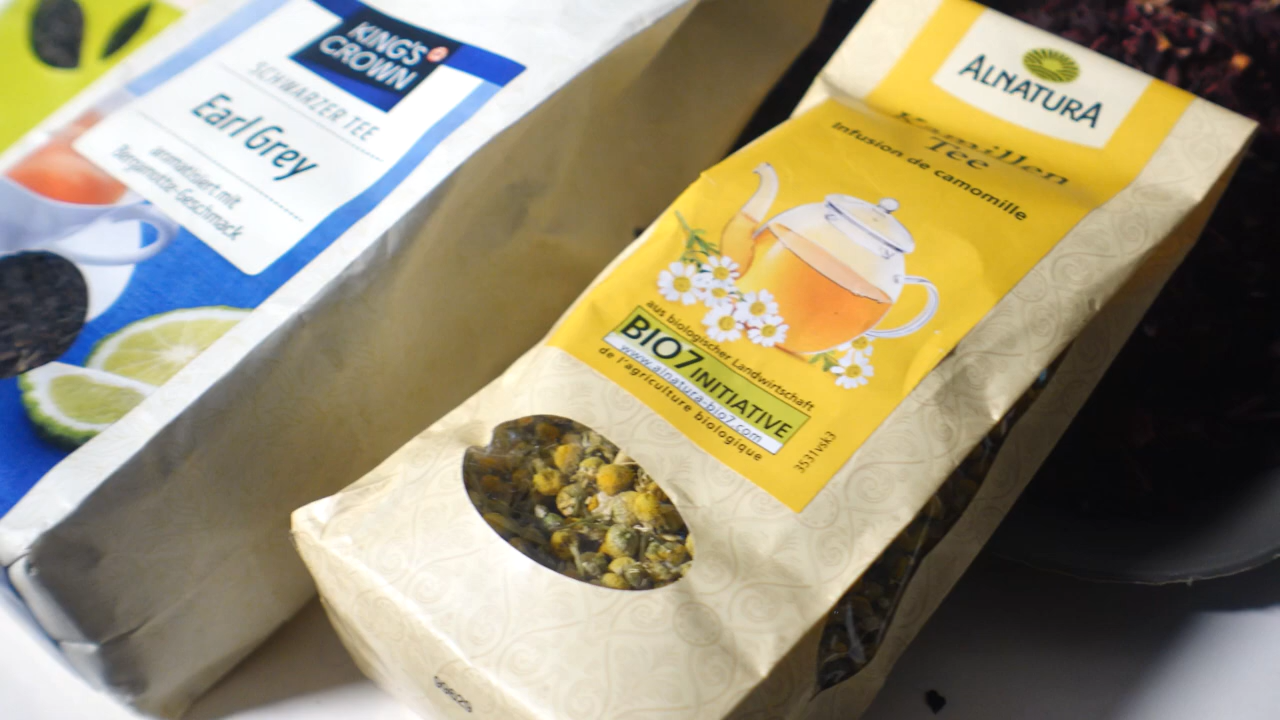 KING'S
CROWN
SCHWARZER TEE
Earl Grey
aromatisiert mit
Bergamotte-Geschmack
ALNATURA
Kamillen
Tee
Infusion de camomille
aus biologischer Landwirtschaft
BIO7 INITIATIVE
www.alnatura-bio7.com
de l'agriculture biologique
3531vsk3